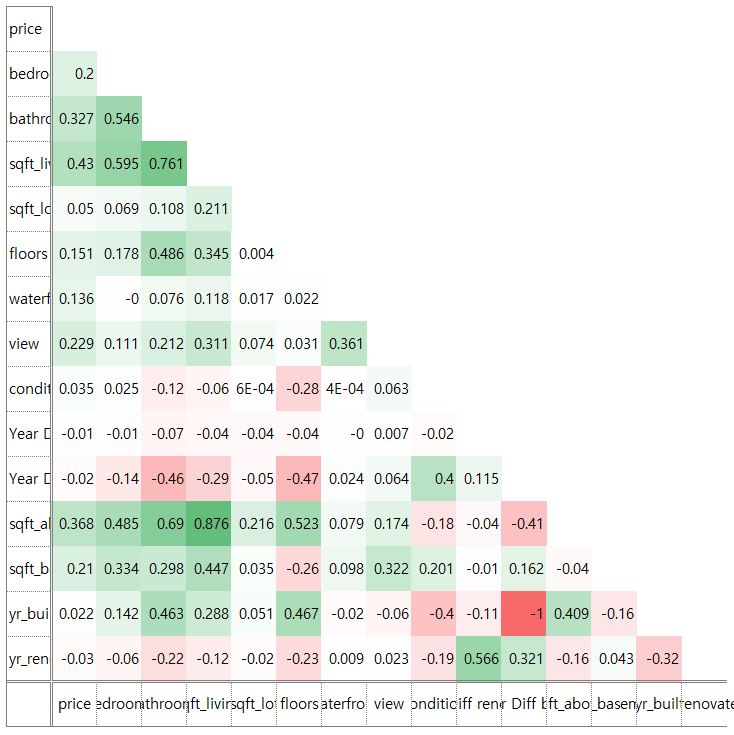 price
bedro 0.2
bathro 0.327 0.546
sqft_liv 0.43 0.595 0.761
sqft_lo 0.05 0.069 0.108 0.211
floors 0.151 0.178 0.486 0.345 0.004
waterf 0.136 -0 0.076 0.118 0.017 0.022
view 0.229 0.111 0.212 0.311 0.074 0.031 0.361
condit 0.035 0.025 -0.12 -0.06 6E-04 -0.28 4E-04 0.063
Year D -0.01 -0.01 -0.07 -0.04 -0.04 -0.04 -0 0.007 -0.02
Year D -0.02 -0.14 -0.46 -0.29 -0.05 -0.47 0.024 0.064 0.4 0.115
sqft_al 0.368 0.485 0.69 0.876 0.216 0.523 0.079 0.174 -0.18 -0.04 -0.41
sqft_b 0.21 0.334 0.298 0.447 0.035 -0.26 0.098 0.322 0.201 -0.01 0.162 -0.04
yr_bui 0.022 0.142 0.463 0.288 0.051 0.467 -0.02 -0.06 -0.4 -0.11 -1 0.409 -0.16
yr_ren -0.03 -0.06 -0.22 -0.12 -0.02 -0.23 0.009 0.023 -0.19 0.566 0.321 -0.16 0.043 -0.32
price edroom throom ft_livin sqft_lot floors aterfro view onditio iff rene r Diff b ft_abo _basem yr_built renovate